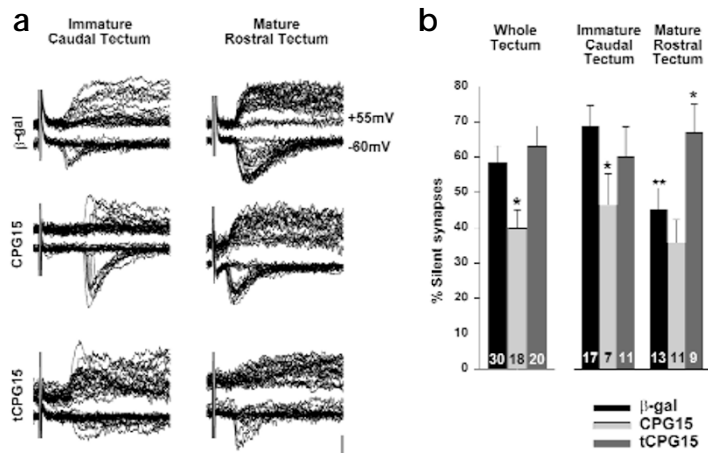 a
Immature
Caudal Tectum
Mature
Rostral Tectum
β-gal
+55mV
-60mV
CPG15
tCPG15
b
Whole
Tectum
Immature
Caudal
Tectum
Mature
Rostral
Tectum
% Silent synapses
80
70
60
50
40
30
20
10
0
*
*
**
*
30 18 20
17 7 11
13 11 9
β-gal
CPG15
tCPG15